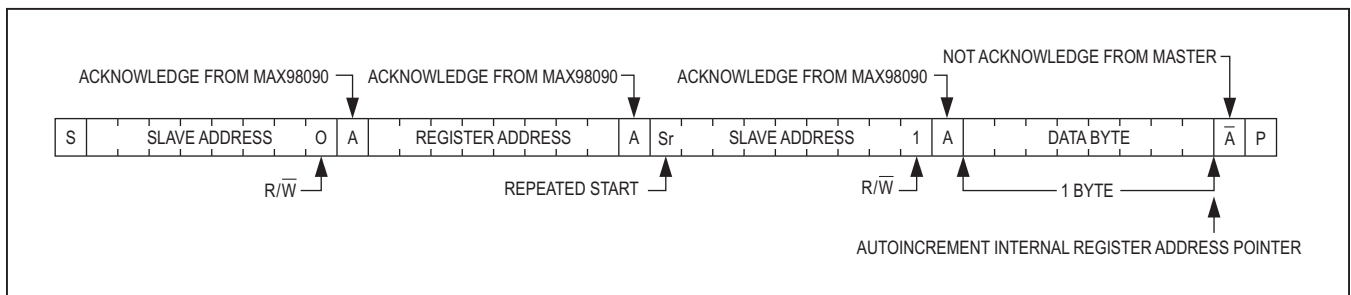 NOT ACKNOWLEDGE FROM MASTER
ACKNOWLEDGE FROM MAX98090 ACKNOWLEDGE FROM MAX98090 ACKNOWLEDGE FROM MAX98090
S SLAVE ADDRESS O A REGISTER ADDRESS A Sr SLAVE ADDRESS 1 A DATA BYTE A̅ P
R/W̅ REPEATED START R/W̅ 1 BYTE
AUTOINCREMENT INTERNAL REGISTER ADDRESS POINTER